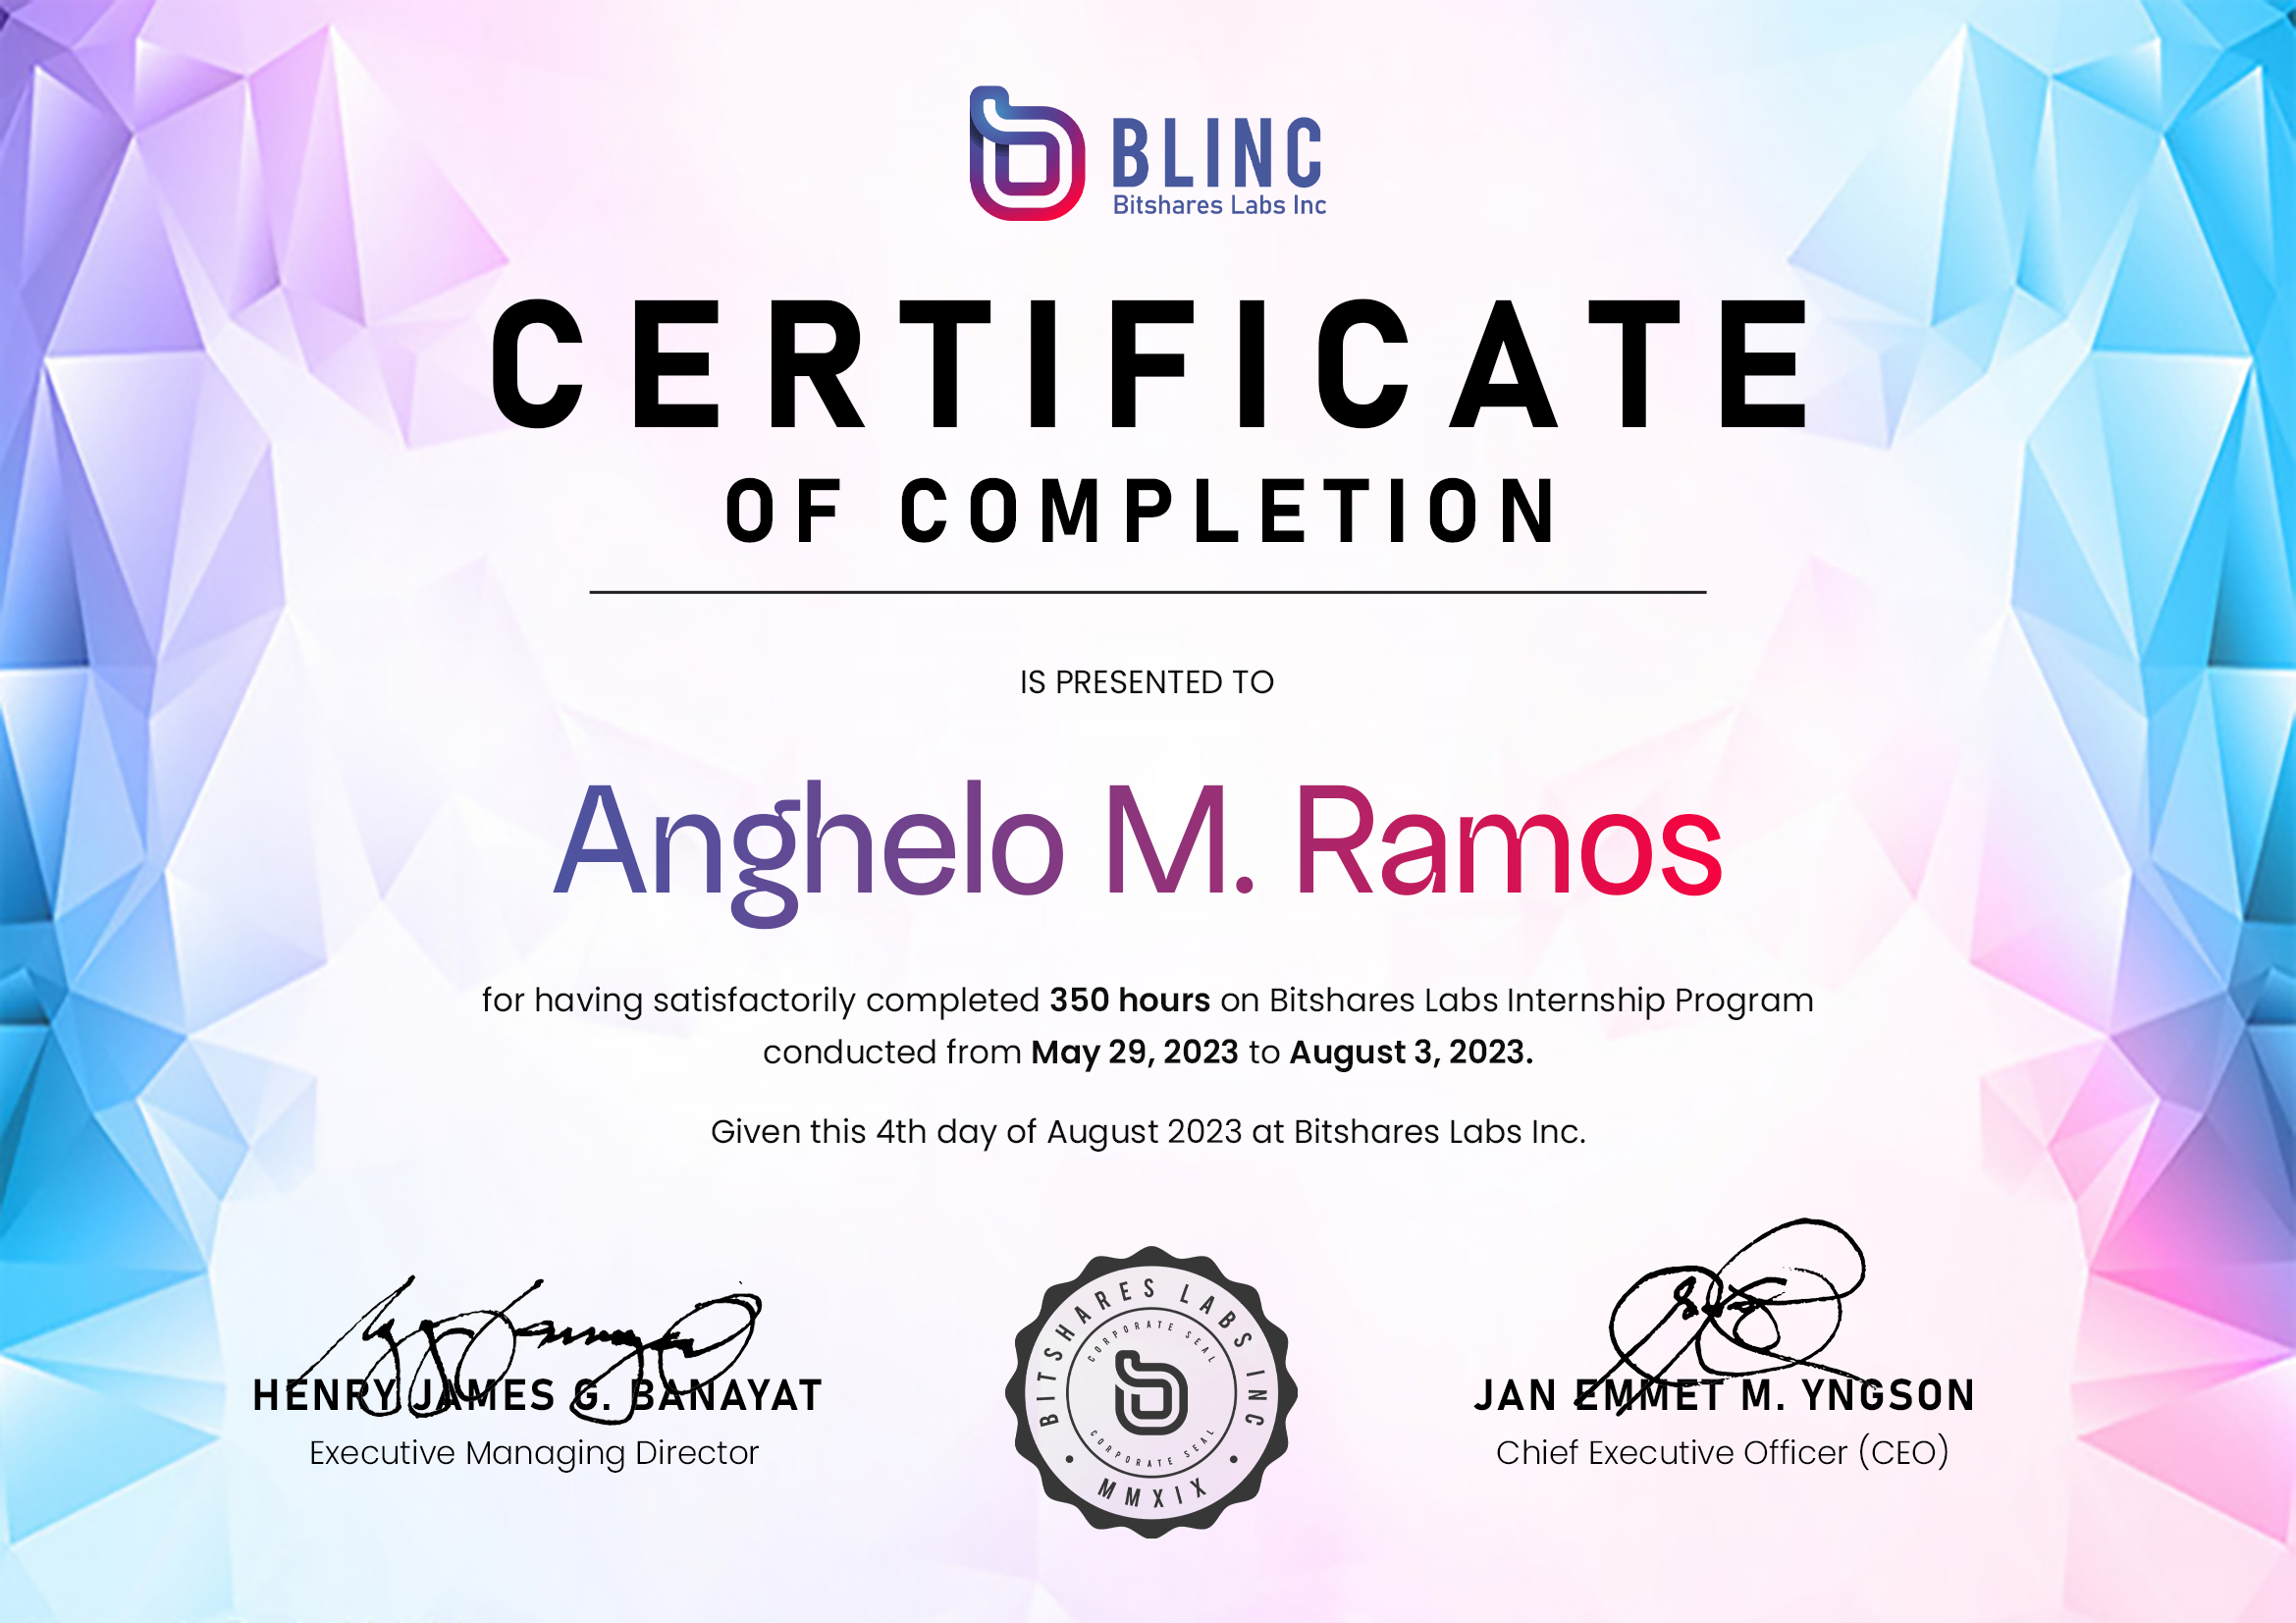 BLINC
Bitshares Labs Inc
CERTIFICATE
OF COMPLETION
IS PRESENTED TO
Anghelo M. Ramos
for having satisfactorily completed 350 hours on Bitshares Labs Internship Program
conducted from May 29, 2023 to August 3, 2023.
Given this 4th day of August 2023 at Bitshares Labs Inc.
HENRY JAMES G. BANAYAT
Executive Managing Director
BITSHARES LABS INC
CORPORATE SEAL
CORPORATE SEAL
MMXIX
JAN EMMET M. YNGSON
Chief Executive Officer (CEO)